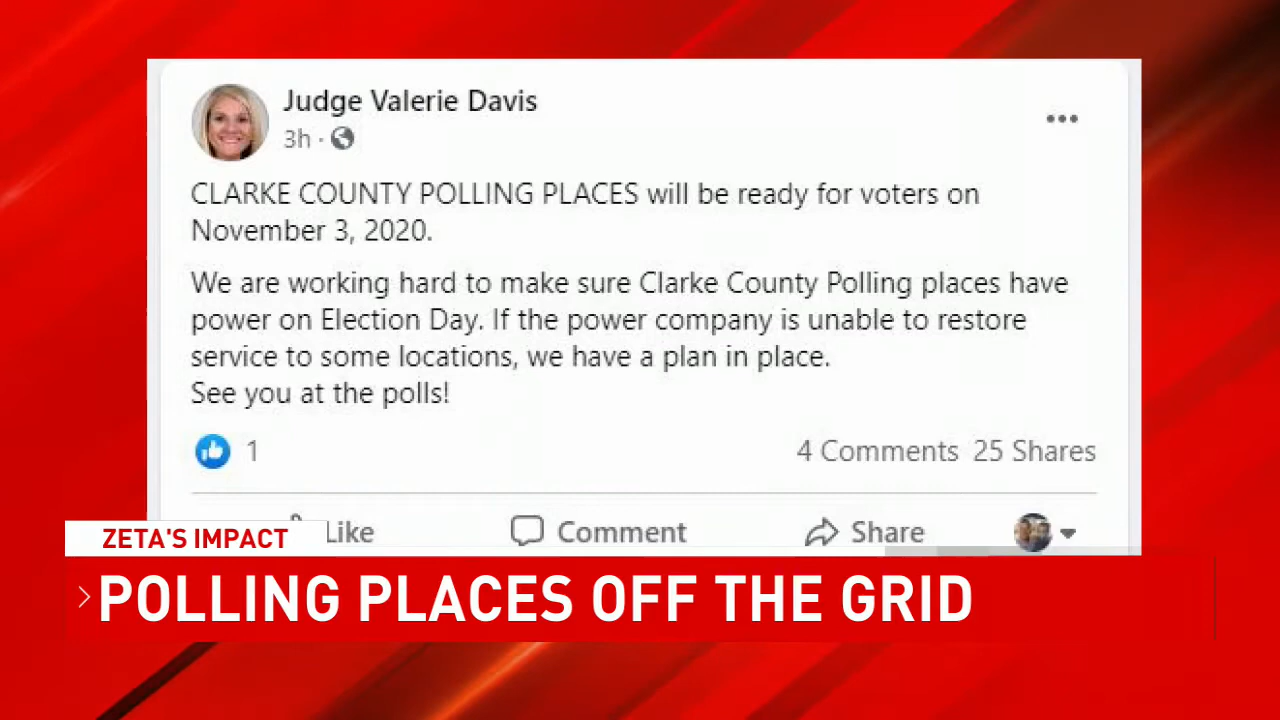 Judge Valerie Davis
3h ·
CLARKE COUNTY POLLING PLACES will be ready for voters on
November 3, 2020.
We are working hard to make sure Clarke County Polling places have
power on Election Day. If the power company is unable to restore
service to some locations, we have a plan in place.
See you at the polls!
1
4 Comments 25 Shares
Like Comment Share
ZETA'S IMPACT
POLLING PLACES OFF THE GRID